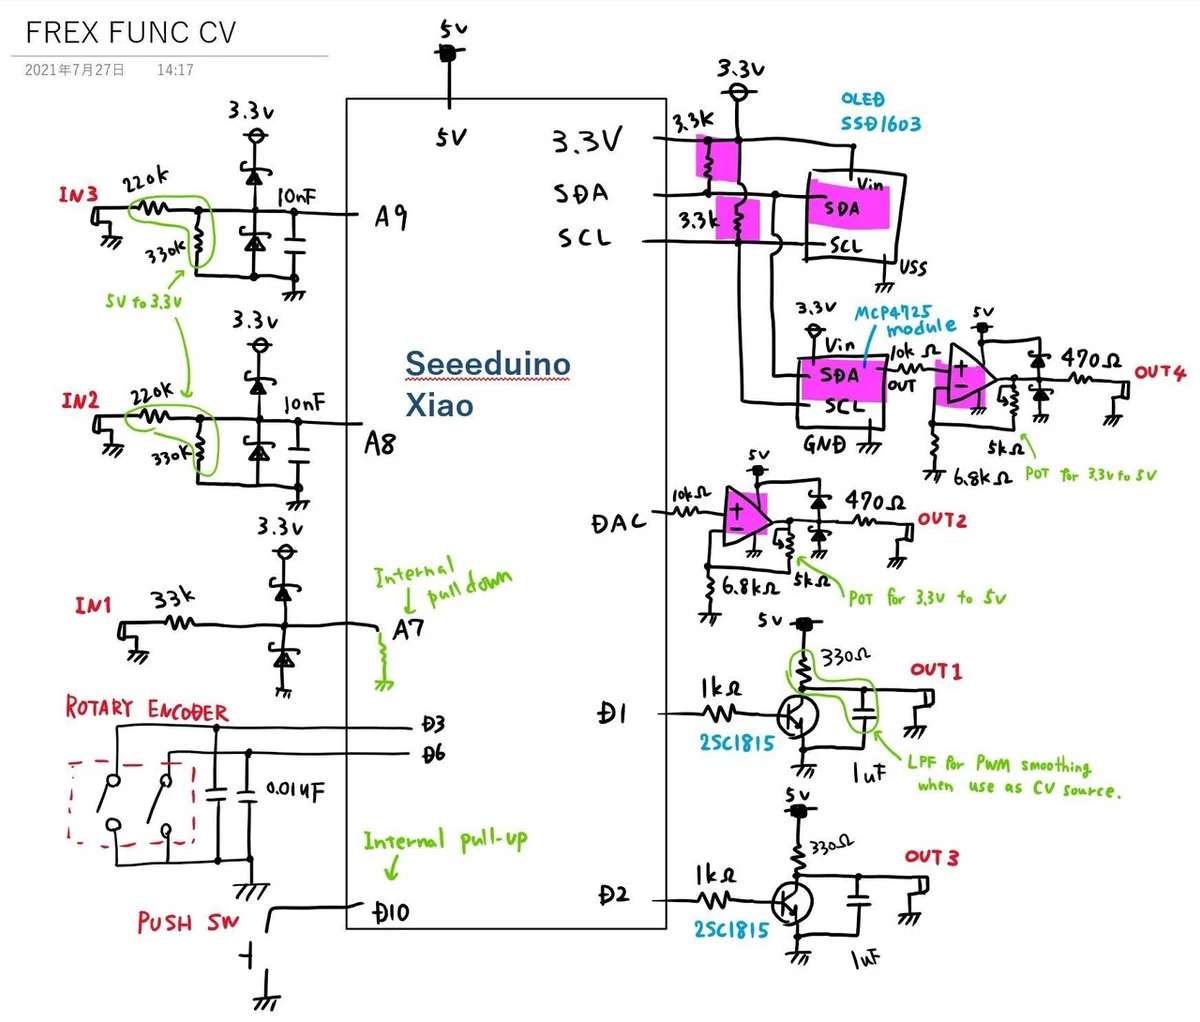 FREX FUNC CV
2021年7月27日 14:17
5V
5V
3.3V
IN3
220k
330k
10nF
A9
5V to 3.3V
3.3V
IN2
220k
330k
10nF
A8
3.3V
IN1
33k
Internal
pull down
A7
Seeeduino
Xiao
ROTARY ENCODER
D3
D6
0.01uF
Internal pull-up
PUSH SW
D10
3.3V
SDA
SCL
3.3V
3.3k
3.3k
OLED
SSD1603
Vin
SDA
SCL
VSS
3.3V
MCP4725
module
Vin
SDA
SCL
OUT
GND
10kΩ
5V
+
-
470Ω
OUT4
5kΩ
6.8kΩ
POT for 3.3V to 5V
DAC
10kΩ
5V
+
-
470Ω
OUT2
6.8kΩ
5kΩ
POT for 3.3V to 5V
D1
1kΩ
2SC1815
5V
330Ω
OUT1
1uF
LPF for PWM smoothing
when use as CV source.
D2
1kΩ
2SC1815
5V
330Ω
OUT3
1uF